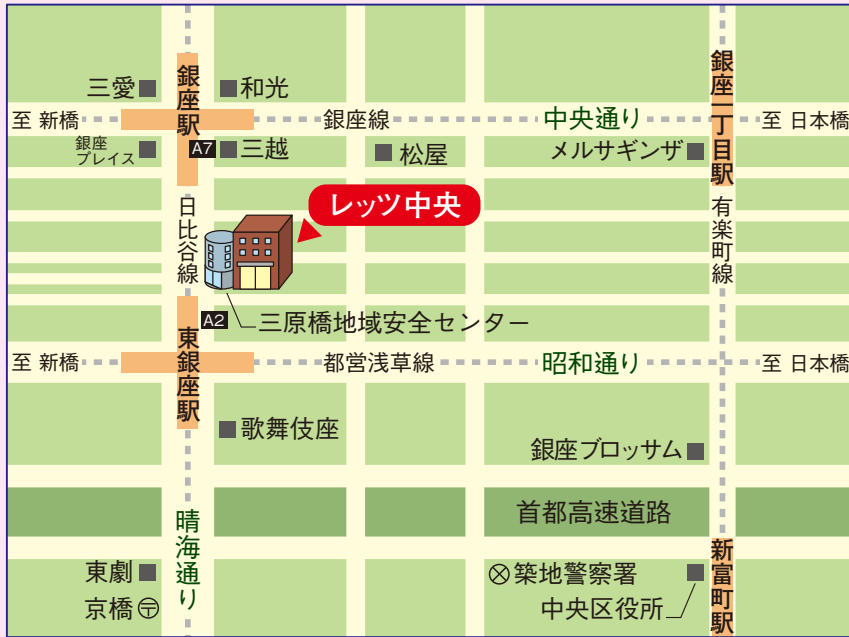 三愛
銀座駅
和光
銀座一丁目駅
至 新橋
銀座線
中央通り
至 日本橋
銀座
プレイス
A7
三越
松屋
メルサギンザ
日比谷線
レッツ中央
有楽町線
A2
三原橋地域安全センター
東銀座駅
至 新橋
都営浅草線
昭和通り
至 日本橋
歌舞伎座
銀座ブロッサム
首都高速道路
晴海通り
東劇
築地警察署
新富町駅
京橋〶
中央区役所